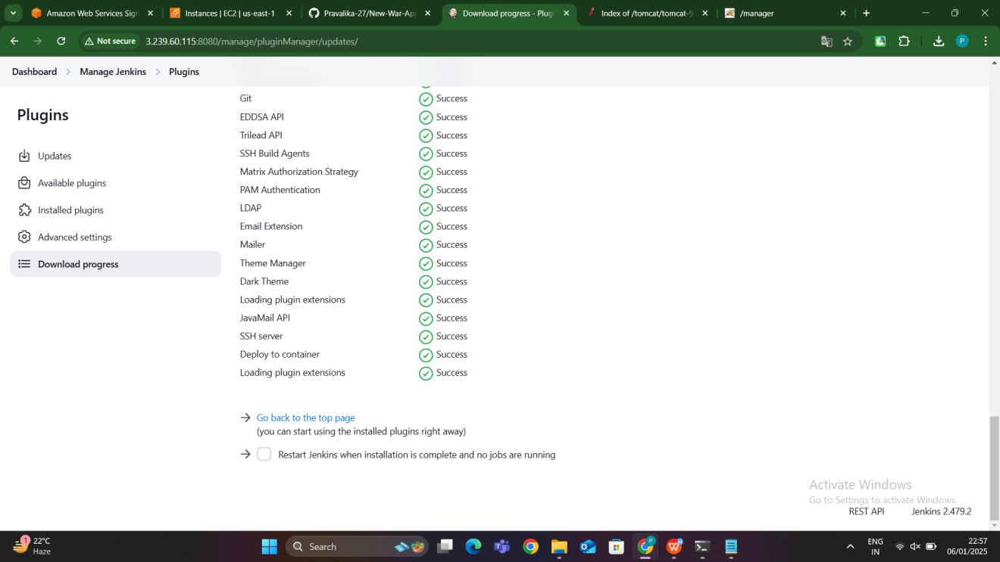 Amazon Web Services Sign
Instances | EC2 | us-east-1
Pravalika-27/New-War-App
Download progress - Plugi
Index of /tomcat/tomcat-9
/manager
Not secure
3.239.60.115:8080/manage/pluginManager/updates/
P
Dashboard > Manage Jenkins > Plugins
Plugins
Updates
Available plugins
Installed plugins
Advanced settings
Download progress
Git Success
EDDSA API Success
Trilead API Success
SSH Build Agents Success
Matrix Authorization Strategy Success
PAM Authentication Success
LDAP Success
Email Extension Success
Mailer Success
Theme Manager Success
Dark Theme Success
Loading plugin extensions Success
JavaMail API Success
SSH server Success
Deploy to container Success
Loading plugin extensions Success
Go back to the top page
(you can start using the installed plugins right away)
Restart Jenkins when installation is complete and no jobs are running
Activate Windows
Go to Settings to activate Windows.
REST API Jenkins 2.479.2
1
22°C
Haze
Search
ENG
IN
22:57
06/01/2025